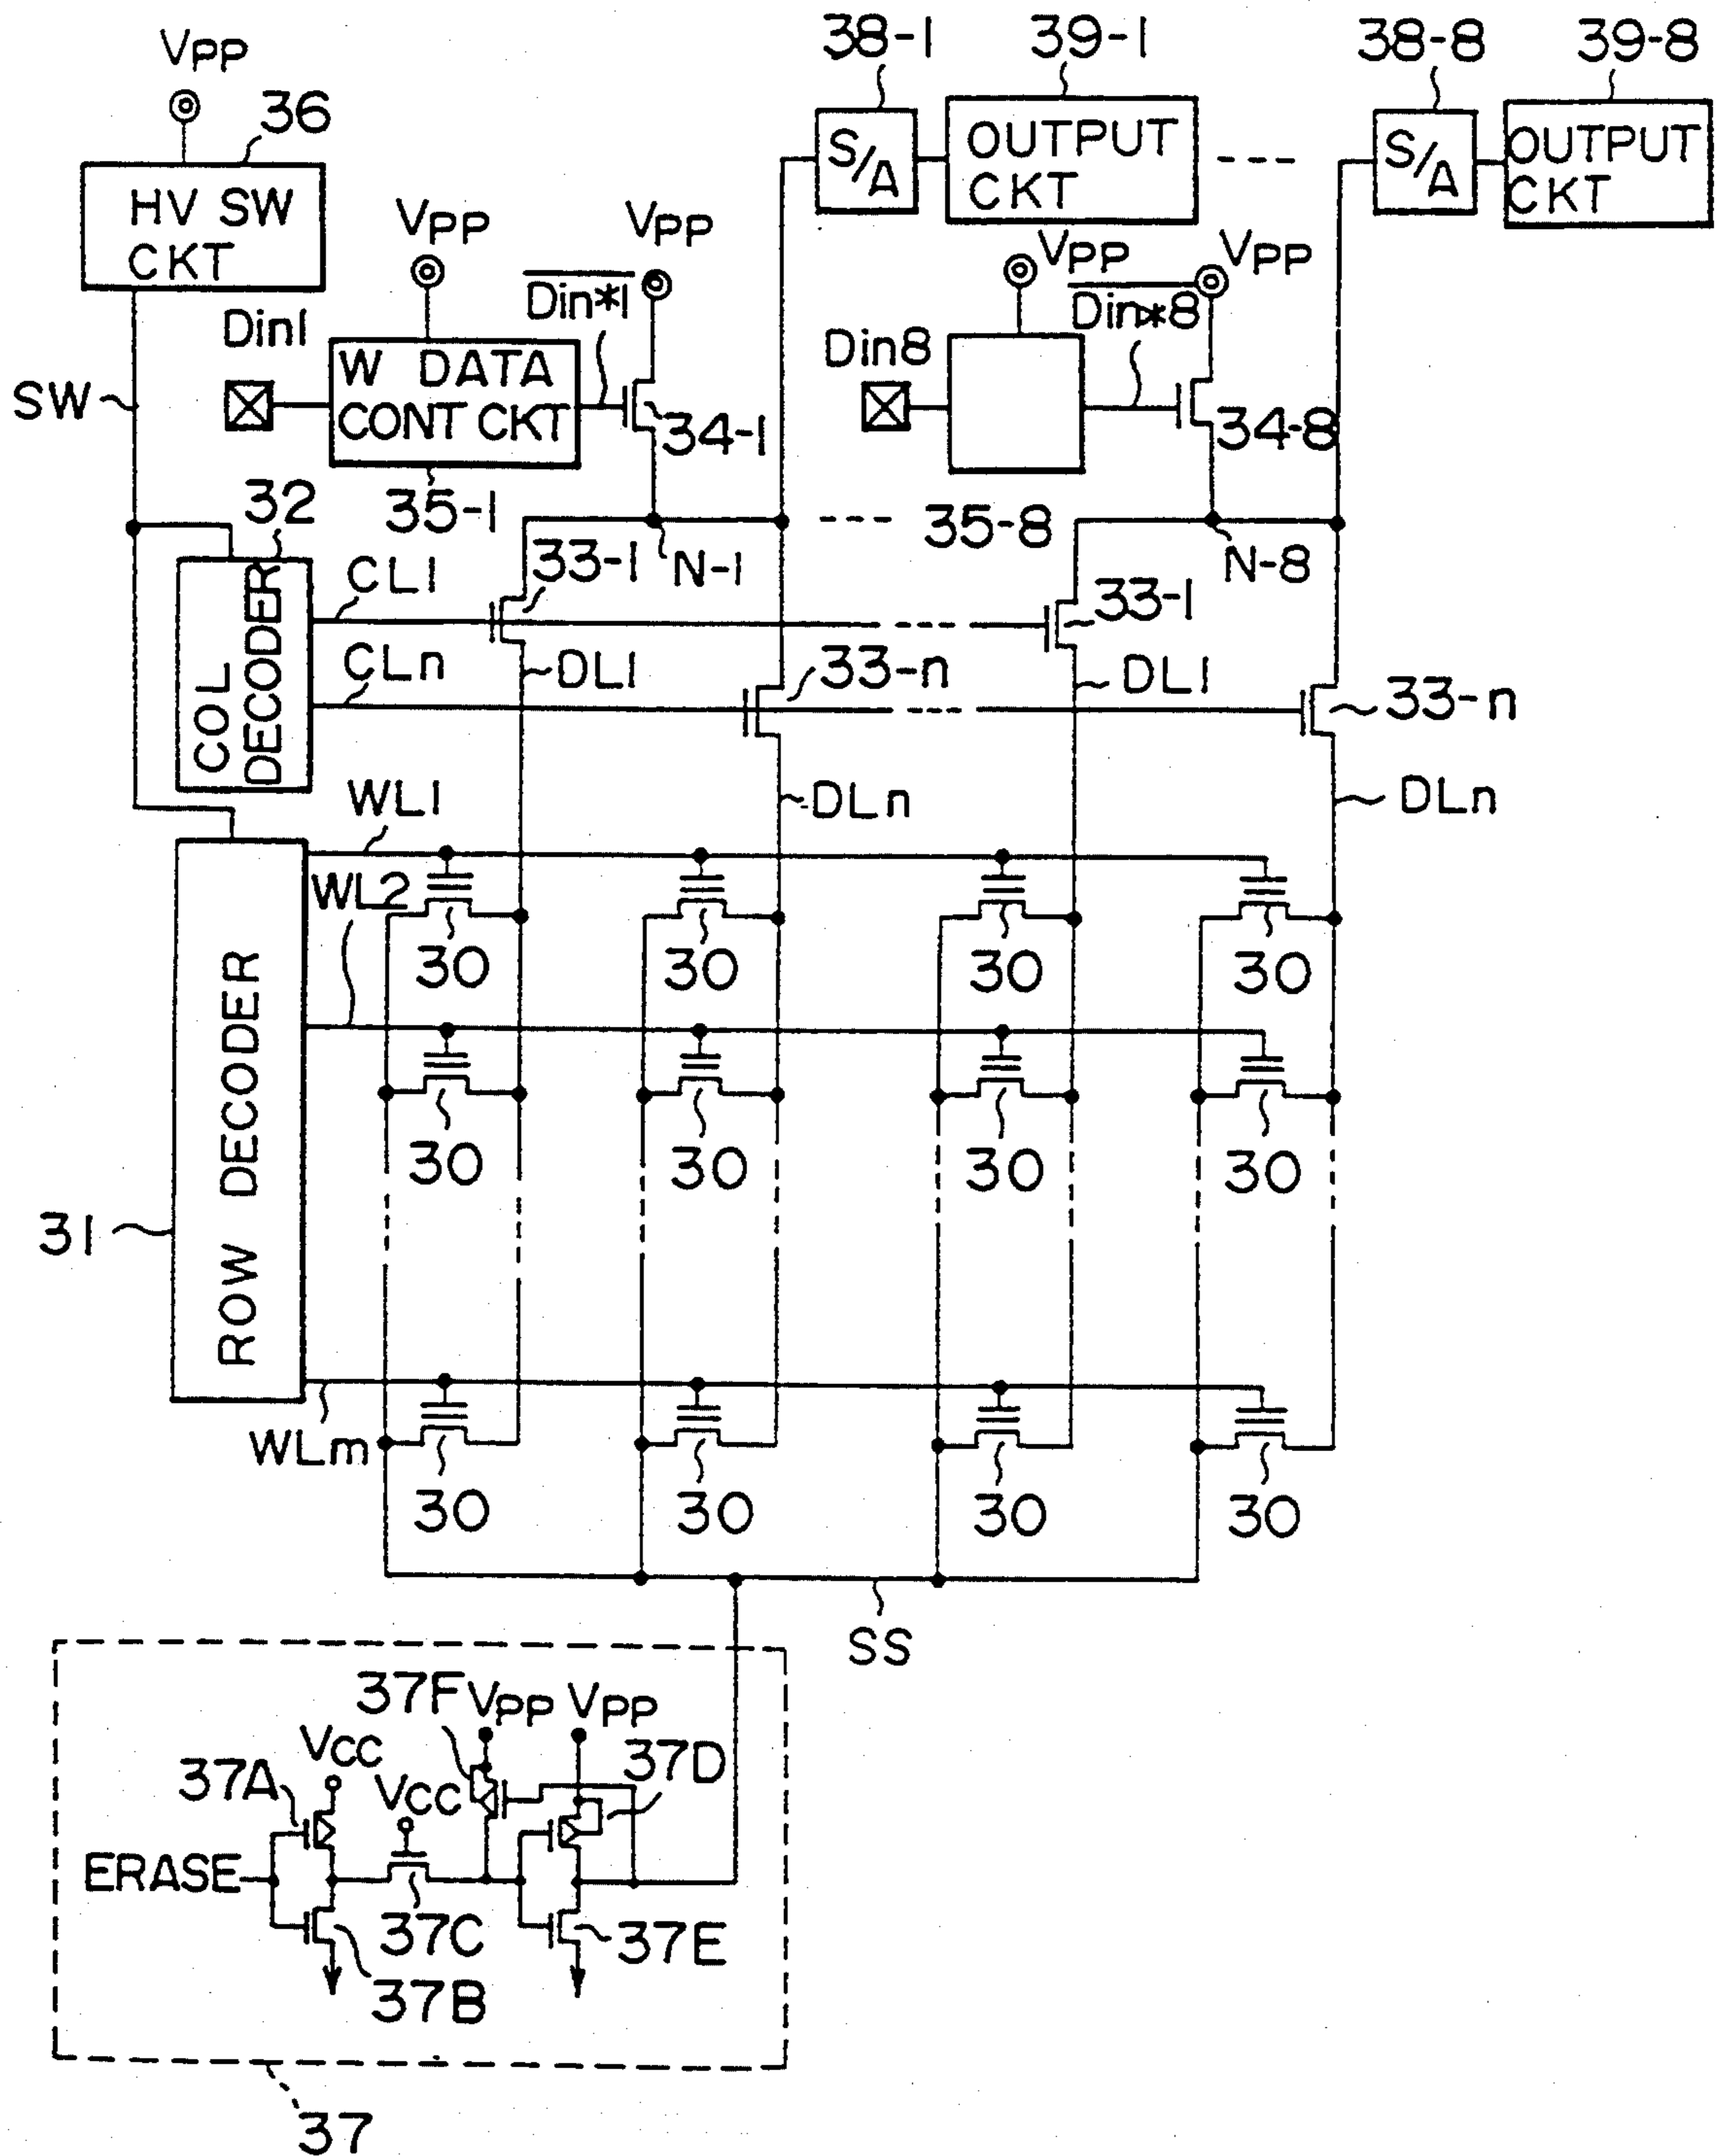 38-1
39-1
38-8
39-8
VPP
36
HV SW
CKT
S/A
OUTPUT
CKT
S/A
OUTPUT
CKT
VPP
VPP
VPP
VPP
Din1
Din*1
Din8
Din*8
W DATA
CONT CKT
SW
34-1
34-8
35-1
35-8
32
N-1
N-8
33-1
33-1
CL1
CLn
COL
DECODER
DL1
DL1
33-n
33-n
DLn
DLn
WL1
WL2
30
30
30
30
ROW DECODER
30
30
30
30
31
WLm
30
30
30
30
SS
37F
VPP
VPP
VCC
37D
37A
VCC
ERASE
37C
37E
37B
37